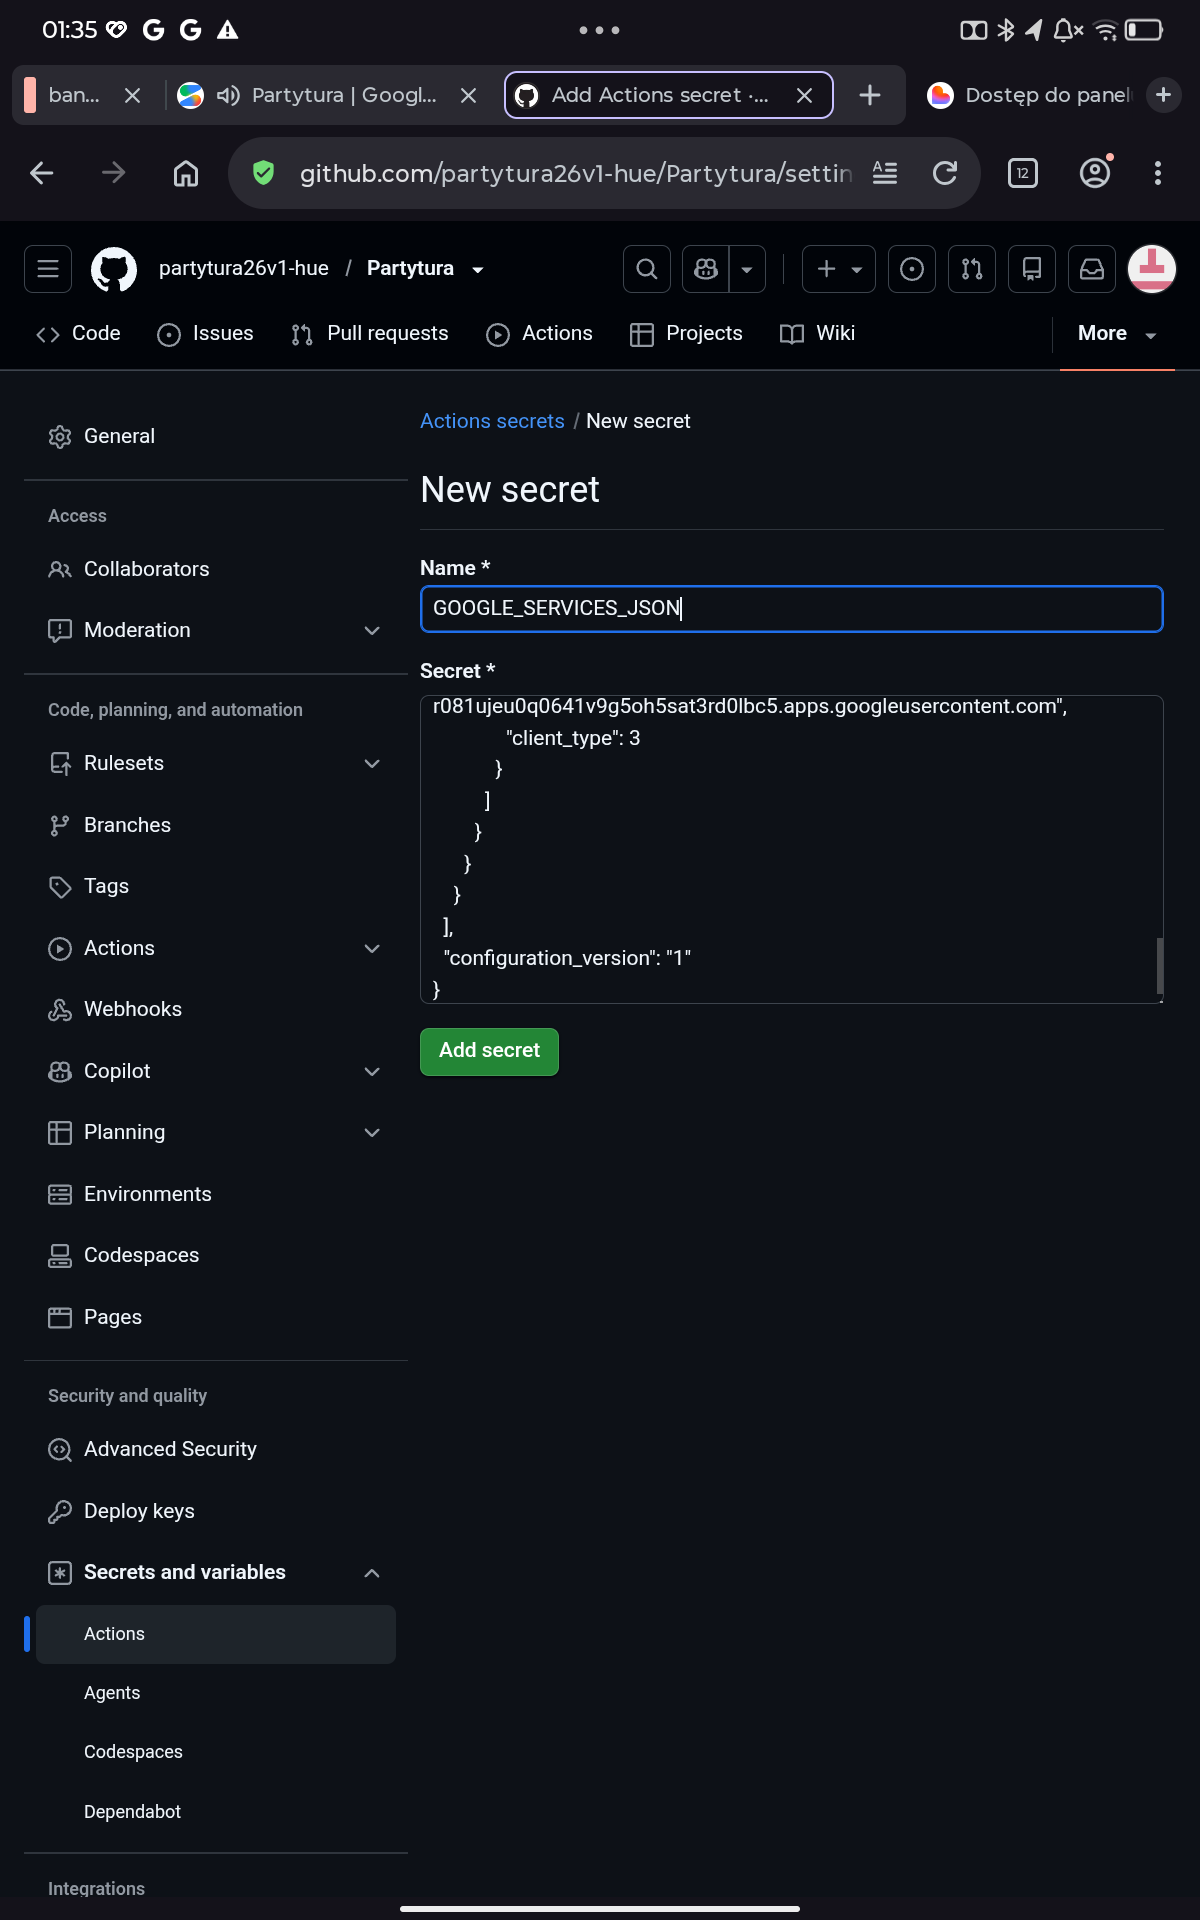 01:35
ban...
Partytura | Googl...
Add Actions secret ·...
Dostęp do panel
github.com/partytura26v1-hue/Partytura/settin
12
partytura26v1-hue / Partytura
Code
Issues
Pull requests
Actions
Projects
Wiki
More
Actions secrets / New secret
General
New secret
Access
Name *
Collaborators
GOOGLE_SERVICES_JSON
Moderation
Secret *
r081ujeu0q0641v9g5oh5sat3rd0lbc5.apps.googleusercontent.com",
"client_type": 3
}
]
}
}
}
],
"configuration_version": "1"
}
Add secret
Code, planning, and automation
Rulesets
Branches
Tags
Actions
Webhooks
Copilot
Planning
Environments
Codespaces
Pages
Security and quality
Advanced Security
Deploy keys
Secrets and variables
Actions
Agents
Codespaces
Dependabot
Integrations